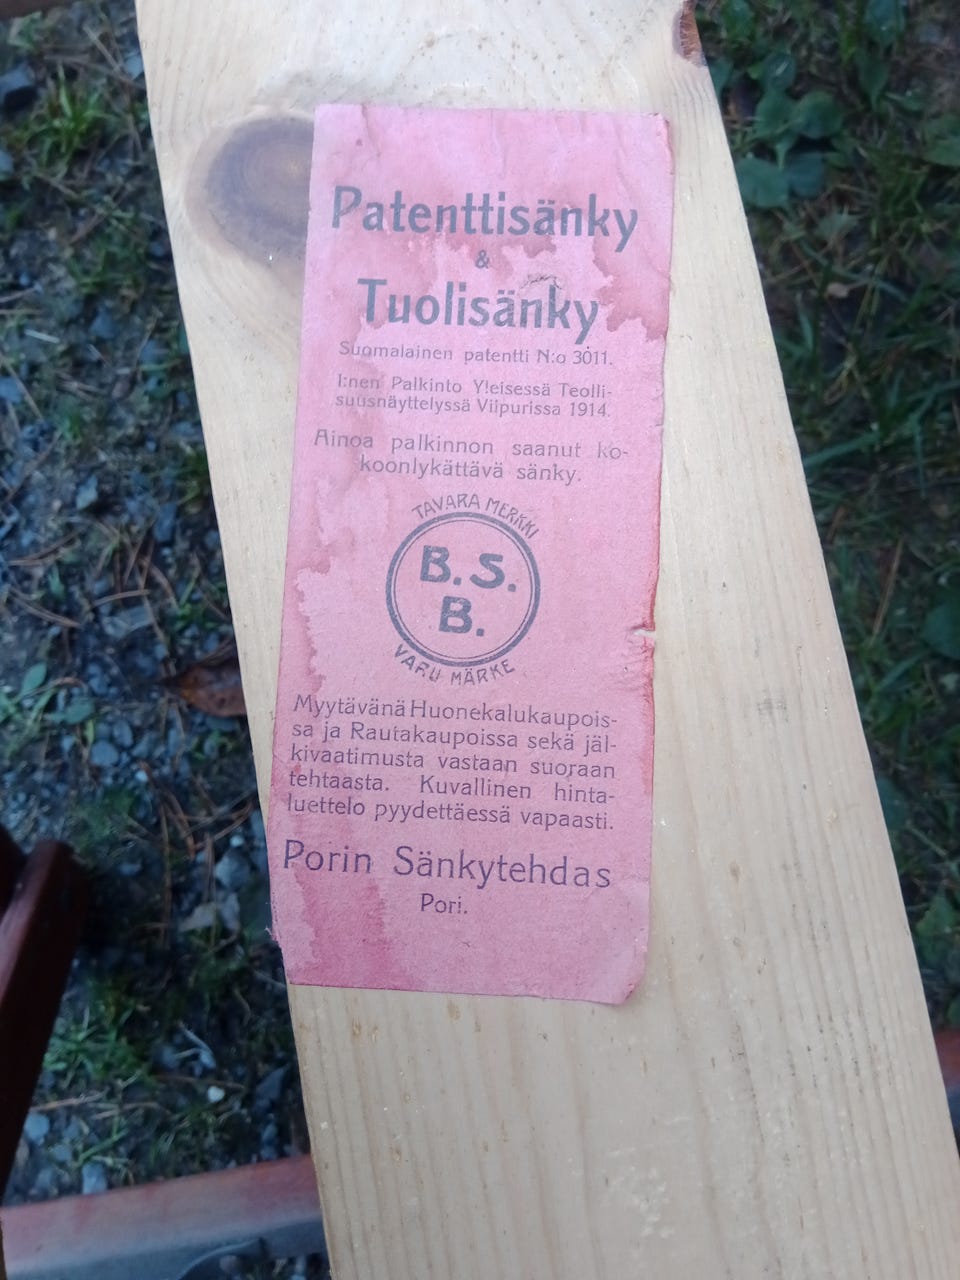 Patenttisänky
&
Tuolisänky
Suomalainen patentti N:o 3011.
I:nen Palkinto Yleisessä Teolli-
suusnäyttelyssä Viipurissa 1914.
Ainoa palkinnon saanut ko-
koonlykättävä sänky.
TAVARA MERKKI
B. S.
B.
VARU MÄRKE
Myytävänä Huonekalukaupois-
sa ja Rautakaupoissa sekä jäl-
kivaatimusta vastaan suoraan
tehtaasta. Kuvallinen hinta-
luettelo pyydettäessä vapaasti.
Porin Sänkytehdas
Pori.